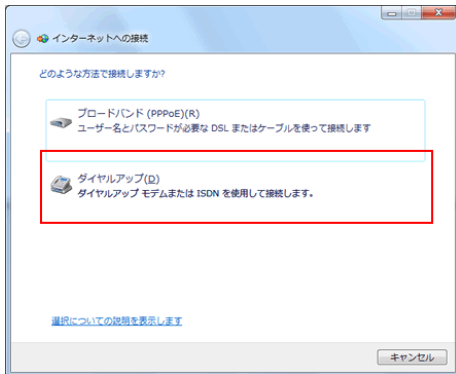 インターネットへの接続
どのような方法で接続しますか?
ブロードバンド (PPPoE)(R)
ユーザー名とパスワードが必要な DSL またはケーブルを使って接続します
ダイヤルアップ(D)
ダイヤルアップ モデムまたは ISDN を使用して接続します。
選択についての説明を表示します
キャンセル